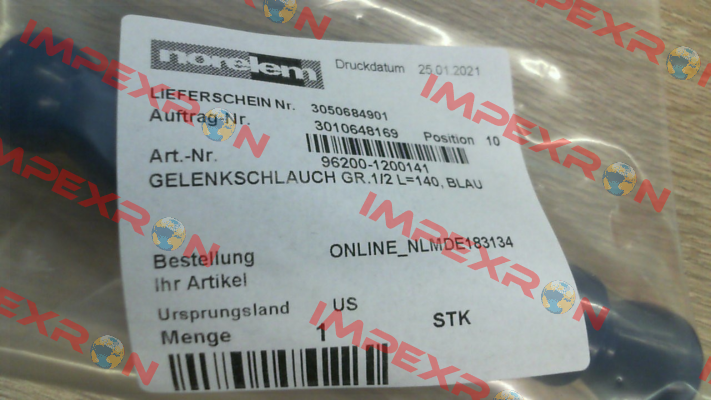 norelem
Druckdatum 25.01.2021
LIEFERSCHEIN Nr. 3050684901
Auftrag-Nr. 3010648169 Position 10
Art.-Nr. 96200-1200141
GELENKSCHLAUCH GR.1/2 L=140, BLAU
Bestellung ONLINE_NLMDE183134
Ihr Artikel
Ursprungsland US
Menge 1 STK
IMPEXRON
IMPEXRON
IMPEXRON
IMPEXRON
IMPEXRON
IMPEXRON